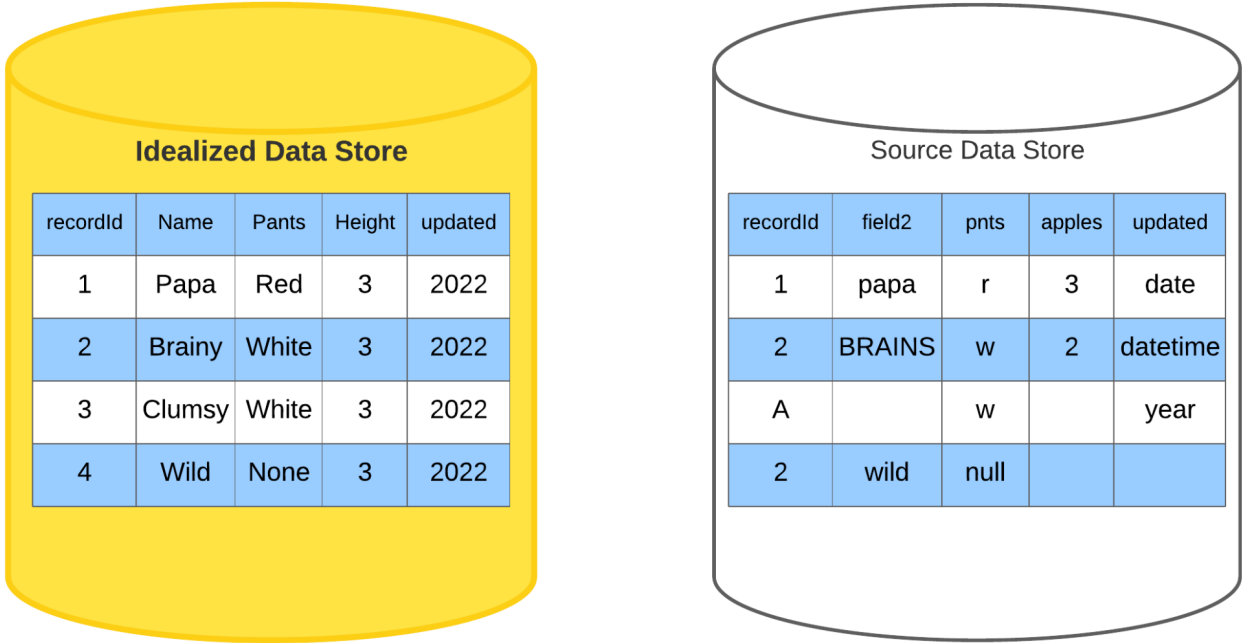 Idealized Data Store
recordId Name Pants Height updated
1 Papa Red 3 2022
2 Brainy White 3 2022
3 Clumsy White 3 2022
4 Wild None 3 2022
Source Data Store
recordId field2 pnts apples updated
1 papa r 3 date
2 BRAINS w 2 datetime
A w year
2 wild null